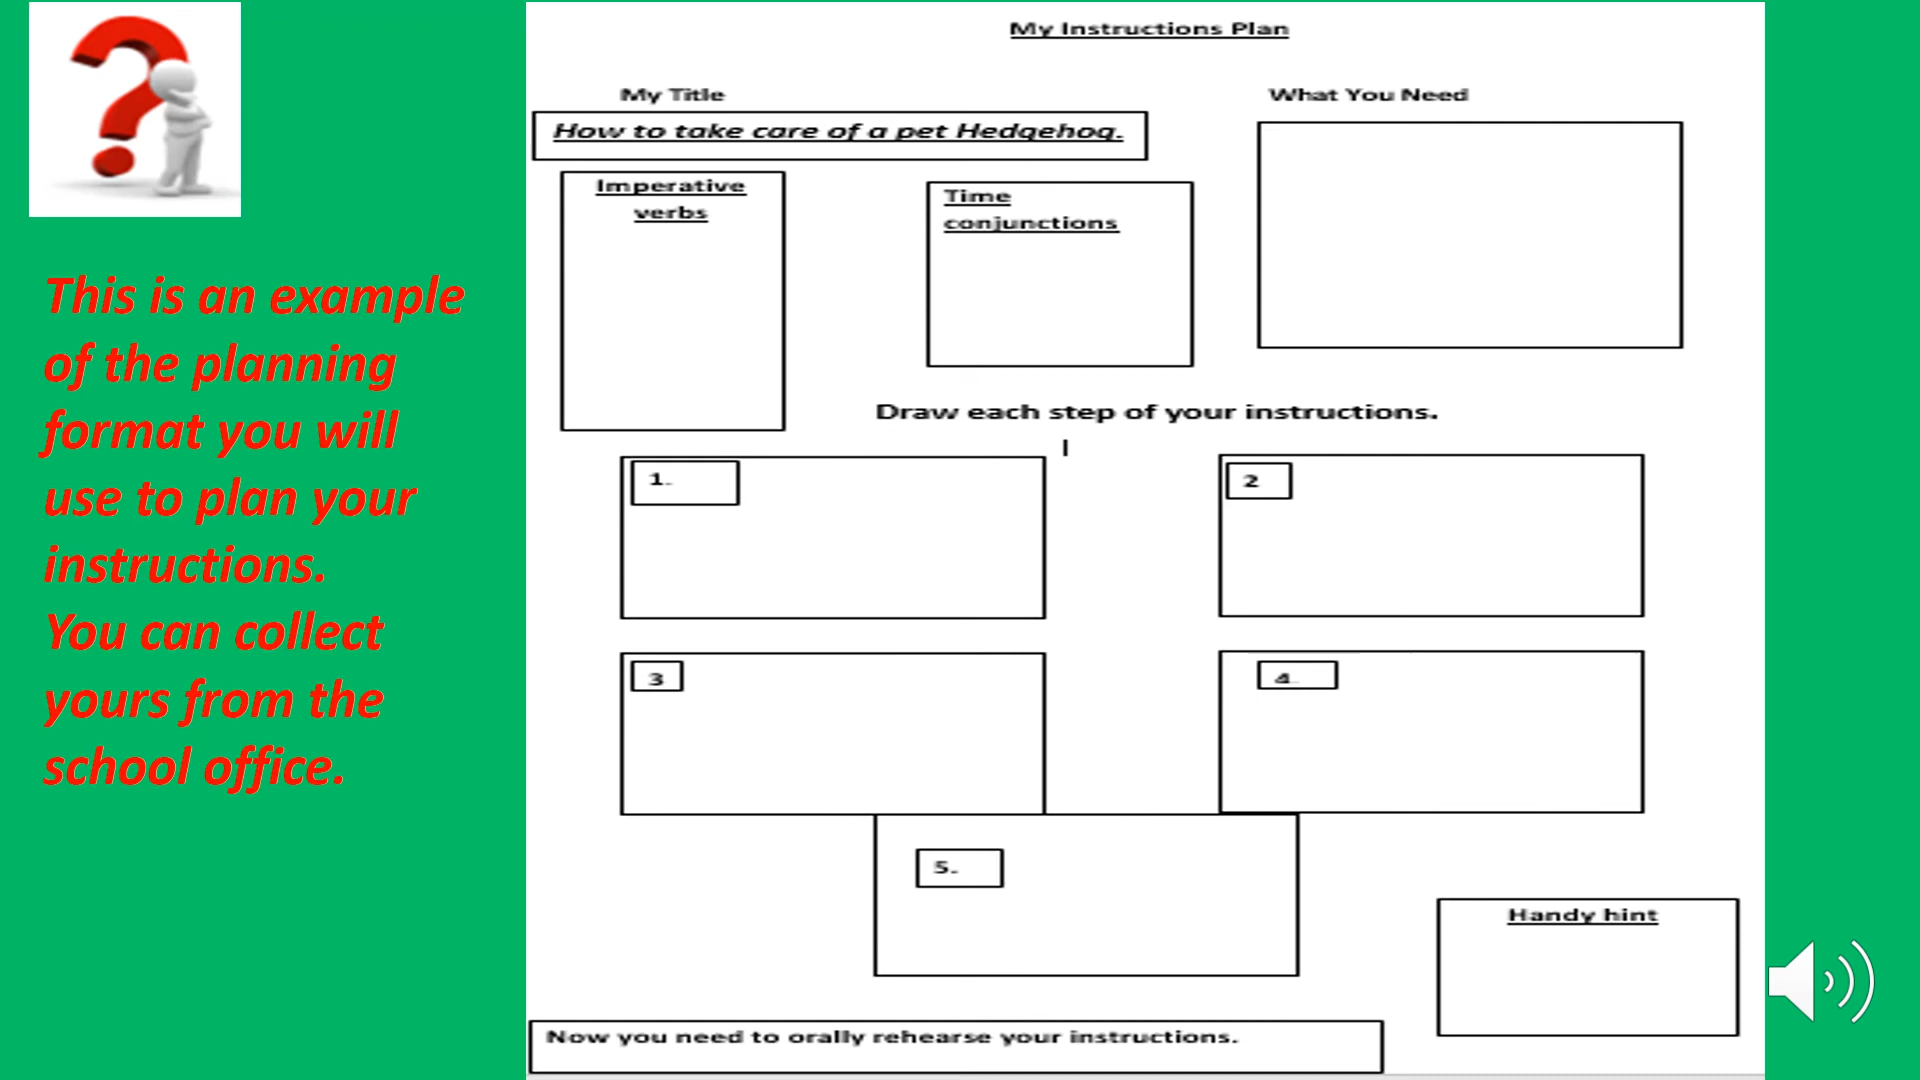 This is an example
of the planning
format you will
use to plan your
instructions.
You can collect
yours from the
school office.
My Instructions Plan
My Title
What You Need
How to take care of a pet Hedgehog.
Imperative
verbs
Time
conjunctions
Draw each step of your instructions.
1.
2
3
4.
5.
Handy hint
Now you need to orally rehearse your instructions.